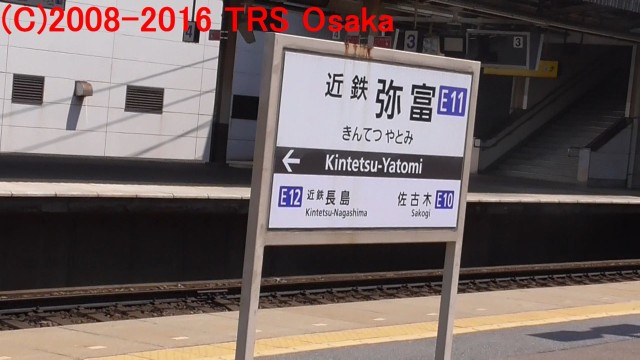 (C)2008-2016 TRS Osaka
3
近鉄 弥富 E11
きんてつ やとみ
Kintetsu-Yatomi
E12 近鉄長島 佐古木 E10
Kintetsu-Nagashima Sakogi